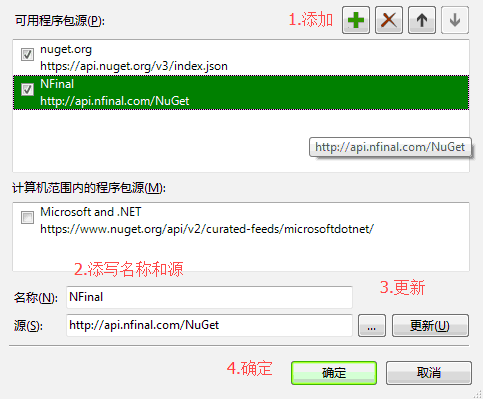 可用程序包源(P):
1.添加
nuget.org
https://api.nuget.org/v3/index.json
NFinal
http://api.nfinal.com/NuGet
http://api.nfinal.com/NuGet
计算机范围内的程序包源(M):
Microsoft and .NET
https://www.nuget.org/api/v2/curated-feeds/microsoftdotnet/
2.添写名称和源
3.更新
名称(N):
NFinal
源(S):
http://api.nfinal.com/NuGet
...
更新(U)
4.确定
确定
取消